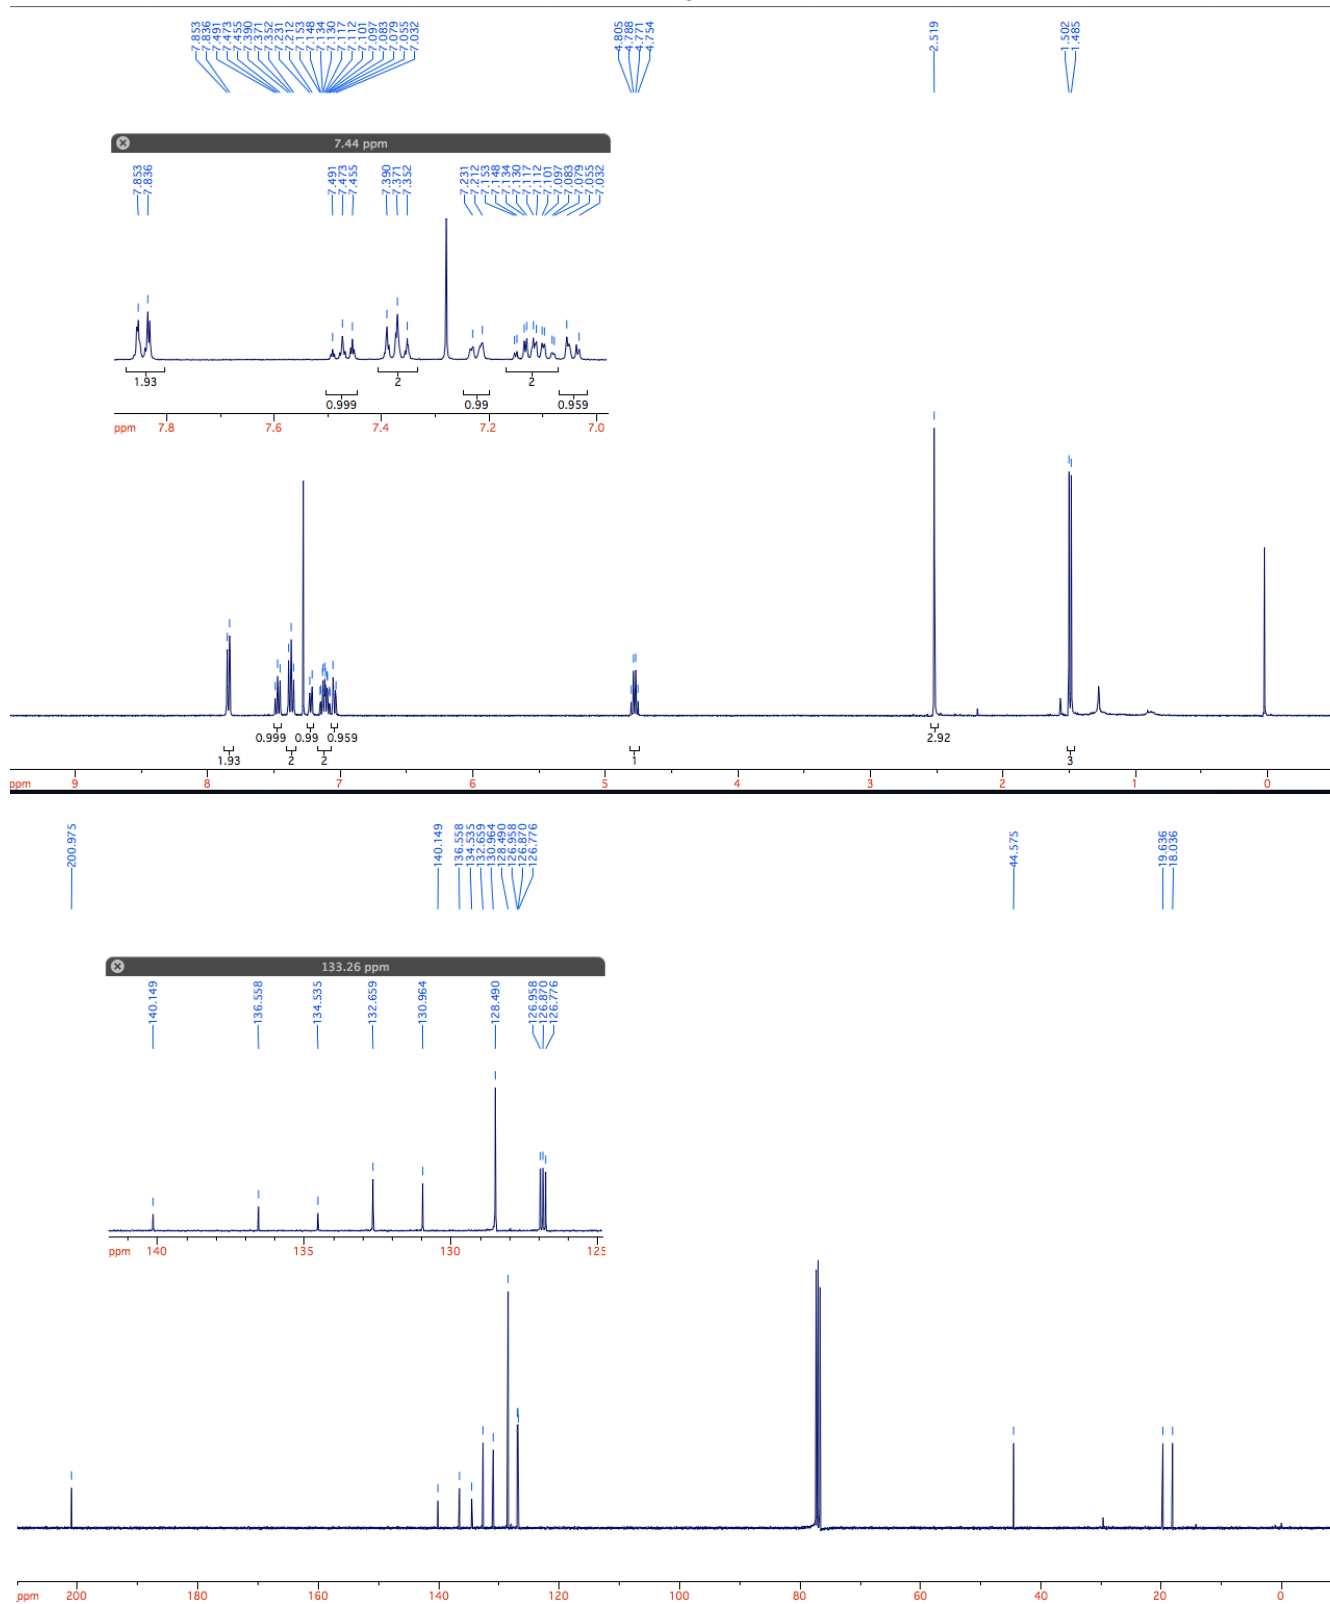 7.853 7.836 7.491 7.473 7.455 7.390 7.371 7.352 7.231 7.212 7.153 7.148 7.134 7.130 7.117 7.112 7.101 7.097 7.083 7.079 7.055 7.032 4.805 4.788 4.771 4.754 2.519 1.502 1.485
7.44 ppm
7.853 7.836 7.491 7.473 7.455 7.390 7.371 7.352 7.231 7.212 7.153 7.148 7.134 7.130 7.117 7.112 7.101 7.097 7.083 7.079 7.055 7.032
1.93 2 2
0.999 0.99 0.959
ppm 7.8 7.6 7.4 7.2 7.0
0.999 0.99 0.959 2.92
1.93 2 2 1 3
ppm 9 8 7 6 5 4 3 2 1 0
200.975 140.149 136.558 134.535 132.659 130.964 128.490 126.958 126.870 126.776 44.575 19.636 18.036
133.26 ppm
140.149 136.558 134.535 132.659 130.964 128.490 126.958 126.870 126.776
ppm 140 135 130 125
ppm 200 180 160 140 120 100 80 60 40 20 0